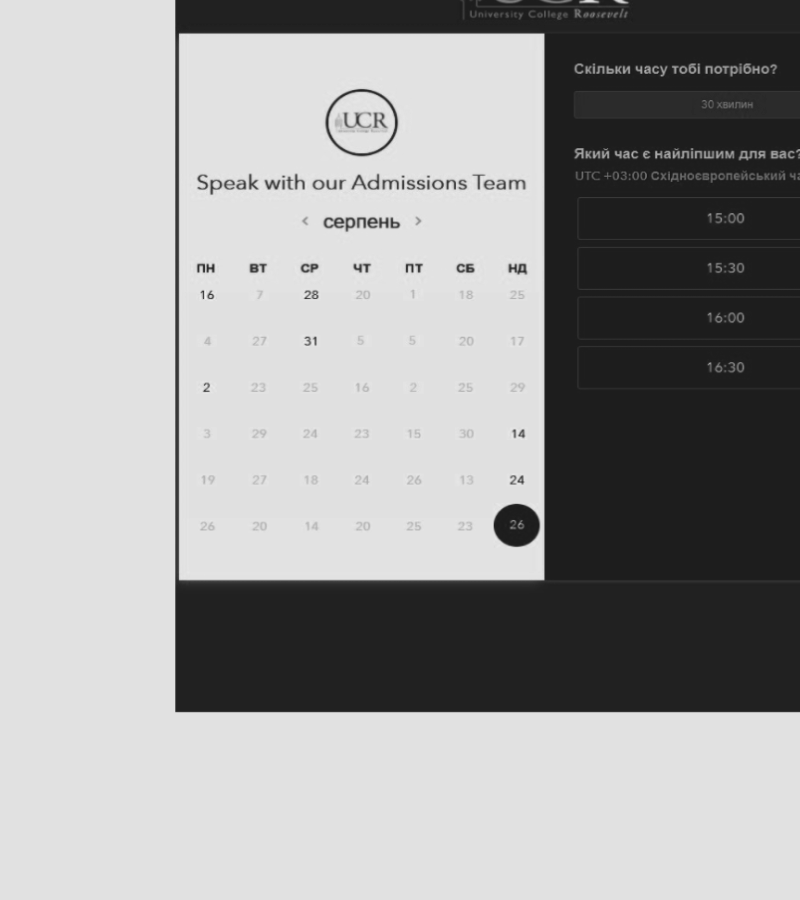 University College Roosevelt
UCR
Speak with our Admissions Team
< серпень >
ПН ВТ СР ЧТ ПТ СБ НД
16 7 28 20 1 18 25
4 27 31 5 5 20 17
2 23 25 16 2 25 29
3 29 24 23 15 30 14
19 27 18 24 26 13 24
26 20 14 20 25 23 26
Скільки часу тобі потрібно?
30 хвилин
Який час є найліпшим для вас?
UTC +03:00 Східноєвропейський ча
15:00
15:30
16:00
16:30